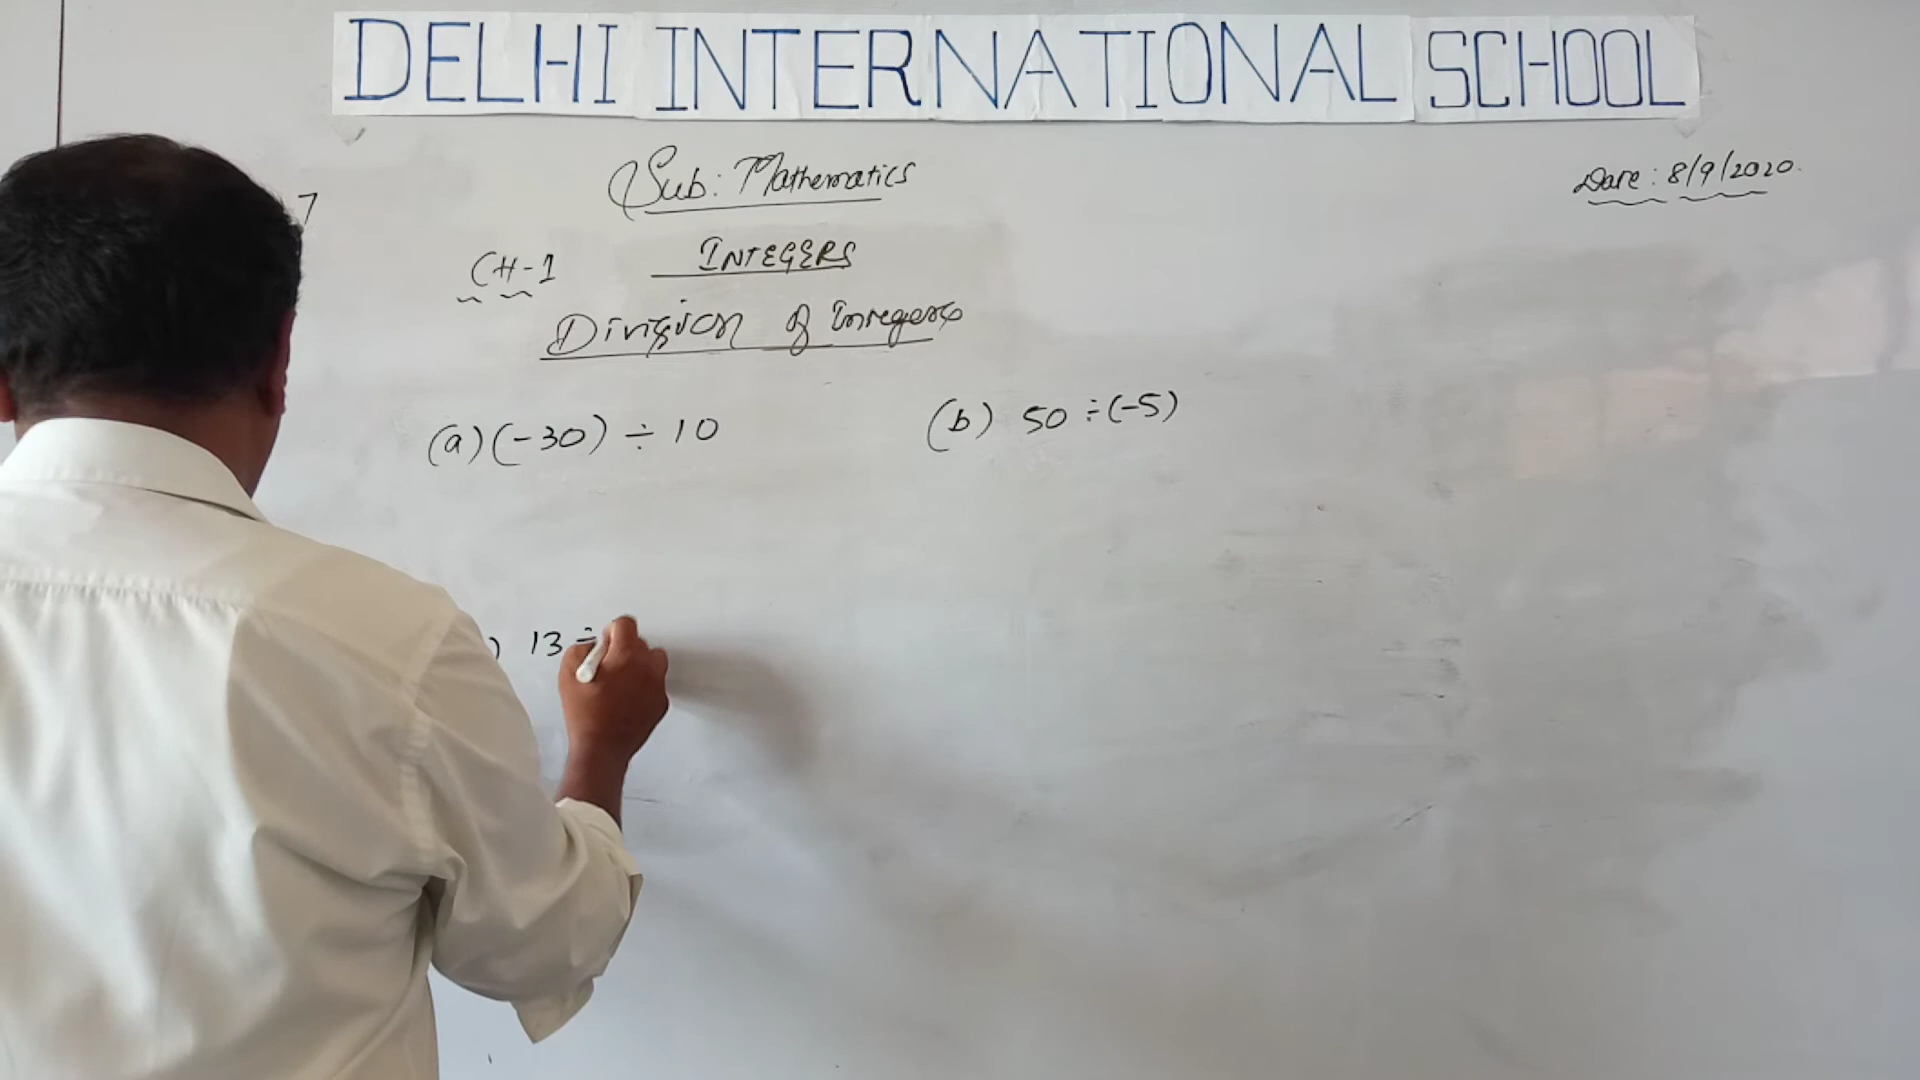 DELHI INTERNATIONAL SCHOOL
Sub: Mathematics
Date: 8/9/2020.
7
CH-1 INTEGERS
Division of Integers
(a) (-30) ÷ 10 (b) 50 ÷ (-5)
) 13 ÷